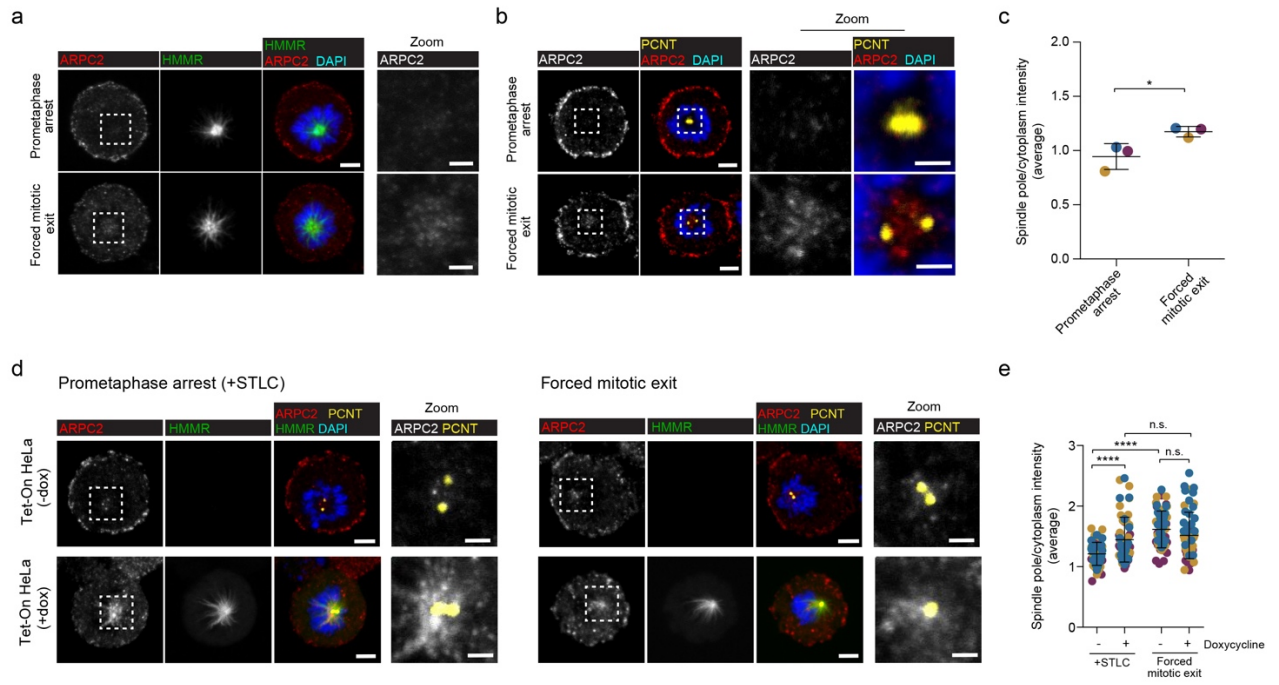 a
Zoom
HMMR
ARPC2 HMMR ARPC2 DAPI ARPC2
Prometaphase
arrest
Forced mitotic
exit
b
Zoom
PCNT PCNT
ARPC2 ARPC2 DAPI ARPC2 ARPC2 DAPI
Prometaphase
arrest
Forced mitotic
exit
c
2.0
1.5
1.0
0.5
0.0
*
Spindle pole/cytoplasm intensity
(average)
Prometaphase
arrest
Forced
mitotic exit
d
Prometaphase arrest (+STLC)
Zoom
ARPC2 PCNT
ARPC2 HMMR HMMR DAPI ARPC2 PCNT
Tet-On HeLa
(-dox)
Tet-On HeLa
(+dox)
Forced mitotic exit
Zoom
ARPC2 PCNT
ARPC2 HMMR HMMR DAPI ARPC2 PCNT
e
n.s.
**** n.s.
****
3
2
1
0
Spindle pole/cytoplasm intensity
(average)
- + - + Doxycycline
+STLC Forced
mitotic exit